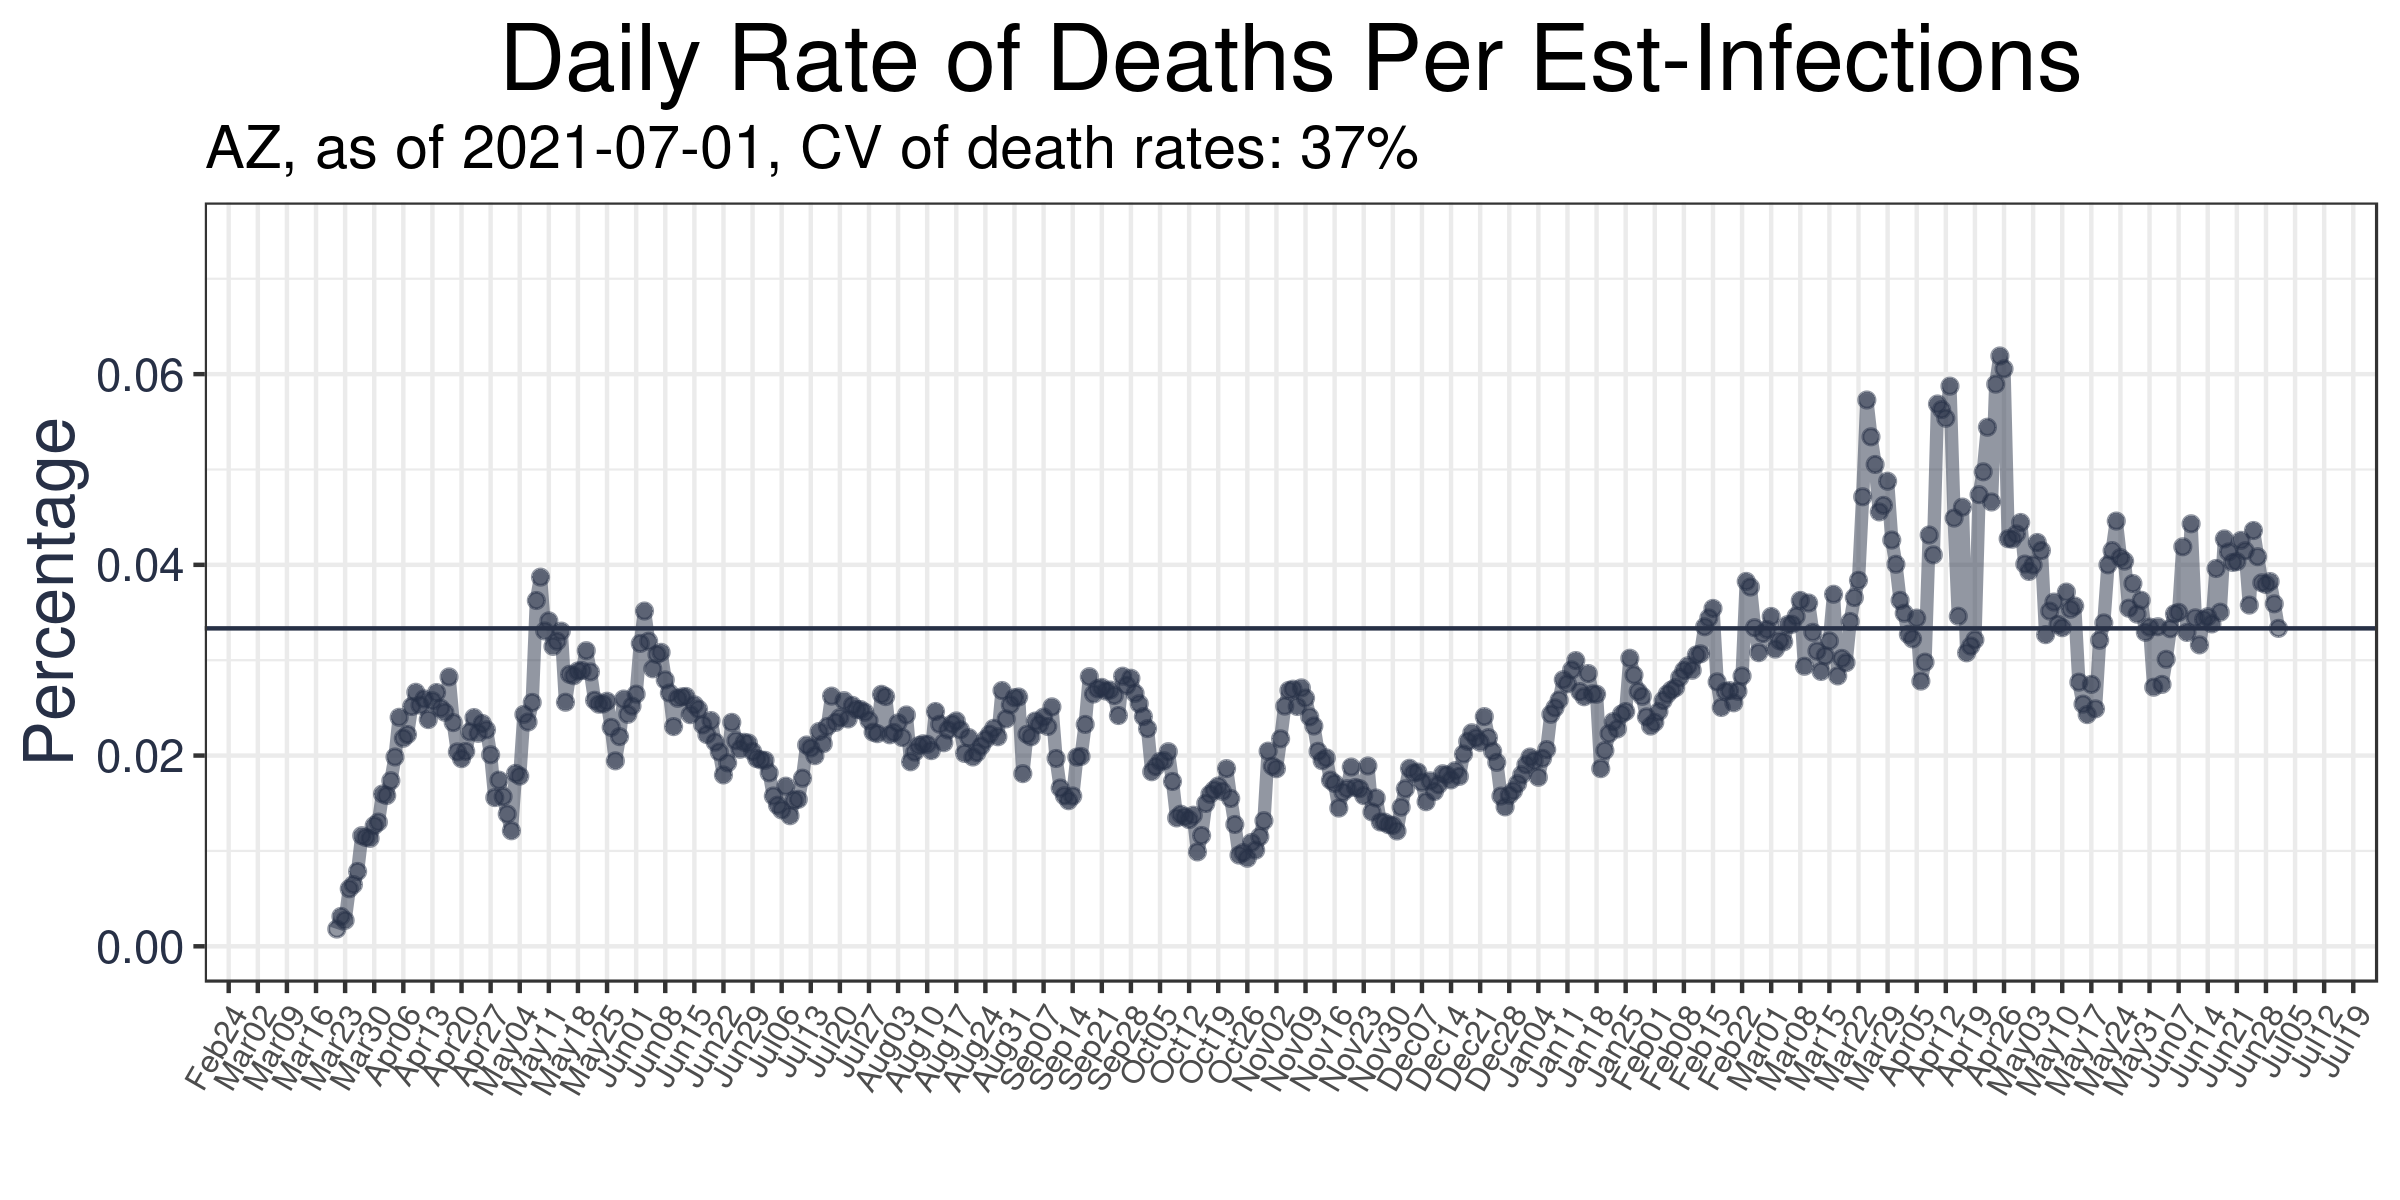 Daily Rate of Deaths Per Est-Infections
AZ, as of 2021-07-01, CV of death rates: 37%
Percentage
0.06
0.04
0.02
0.00
Feb24 Mar02 Mar09 Mar16 Mar23 Mar30 Apr06 Apr13 Apr20 Apr27 May04 May11 May18 May25 Jun01 Jun08 Jun15 Jun22 Jun29 Jul06 Jul13 Jul20 Jul27 Aug03 Aug10 Aug17 Aug24 Aug31 Sep07 Sep14 Sep21 Sep28 Oct05 Oct12 Oct19 Oct26 Nov02 Nov09 Nov16 Nov23 Nov30 Dec07 Dec14 Dec21 Dec28 Jan04 Jan11 Jan18 Jan25 Feb01 Feb08 Feb15 Feb22 Mar01 Mar08 Mar15 Mar22 Mar29 Apr05 Apr12 Apr19 Apr26 May03 May10 May17 May24 May31 Jun07 Jun14 Jun21 Jun28 Jul05 Jul12 Jul19